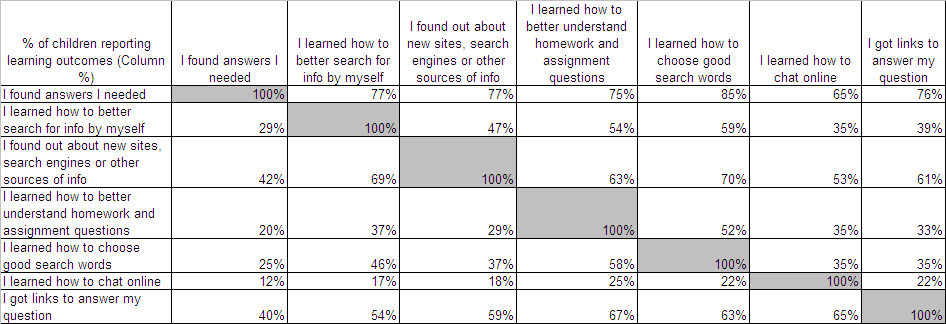 % of children reporting
learning outcomes (Column
%)
I found answers I
needed
I learned how to
better search for
info by myself
I found out about
new sites, search
engines or other
sources of info
I learned how to
better understand
homework and
assignment
questions
I learned how to
choose good
search words
I learned how to
chat online
I got links to
answer my
question
I found answers I needed 100% 77% 77% 75% 85% 65% 76%
I learned how to better
search for info by myself 29% 100% 47% 54% 59% 35% 39%
I found out about new sites,
search engines or other
sources of info 42% 69% 100% 63% 70% 53% 61%
I learned how to better
understand homework and
assignment questions 20% 37% 29% 100% 52% 35% 33%
I learned how to choose
good search words 25% 46% 37% 58% 100% 35% 35%
I learned how to chat online 12% 17% 18% 25% 22% 100% 22%
I got links to answer my
question 40% 54% 59% 67% 63% 65% 100%